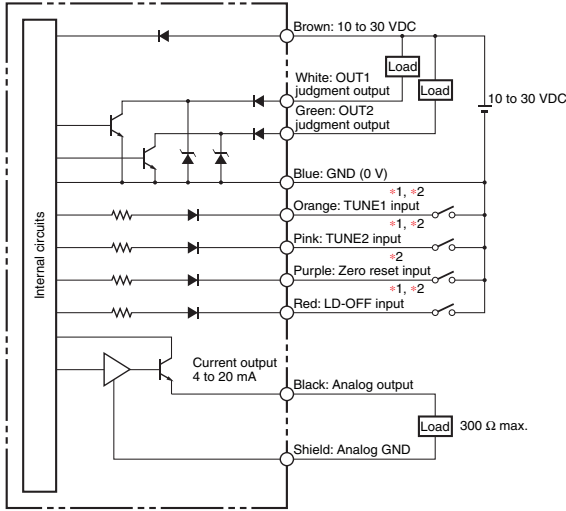 Brown: 10 to 30 VDC
Load
White: OUT1
judgment output
Load
Green: OUT2
judgment output
10 to 30 VDC
Blue: GND (0 V)
*1, *2
Orange: TUNE1 input
*1, *2
Pink: TUNE2 input
*2
Purple: Zero reset input
*1, *2
Red: LD-OFF input
Internal circuits
Current output
4 to 20 mA
Black: Analog output
Load
300 Ω max.
Shield: Analog GND